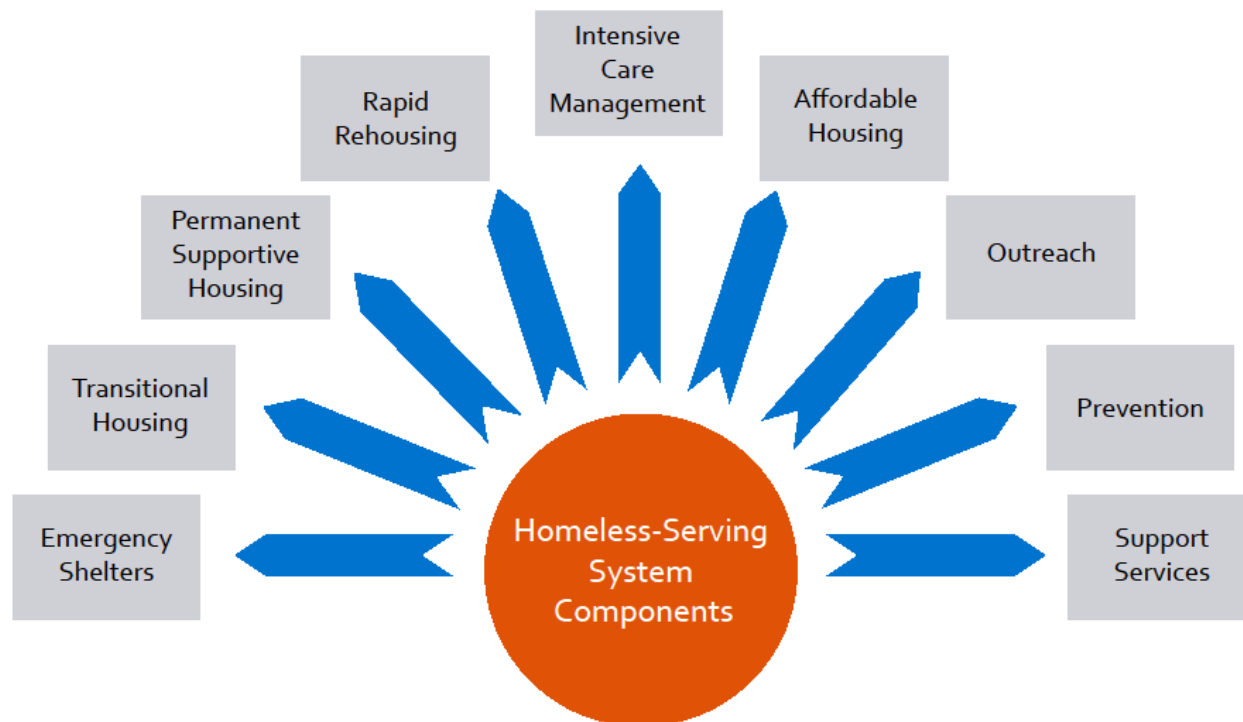 Intensive
Care
Management
Rapid
Rehousing
Affordable
Housing
Permanent
Supportive
Housing
Outreach
Transitional
Housing
Prevention
Emergency
Shelters
Homeless-Serving
System
Components
Support
Services